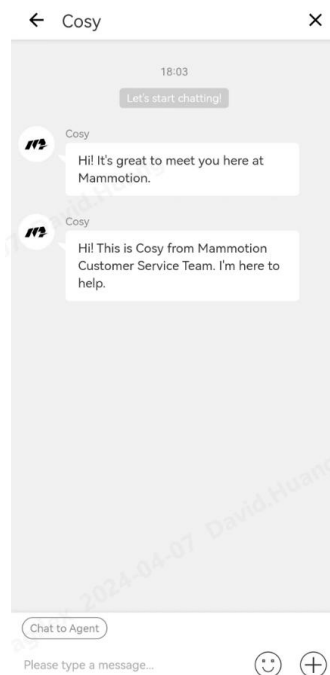 Cosy
18:03
Let's start chatting!
Cosy
Hi! It's great to meet you here at
Mammotion.
Cosy
Hi! This is Cosy from Mammotion
Customer Service Team. I'm here to
help.
2024-04-07 David.Huang
Chat to Agent
Please type a message...